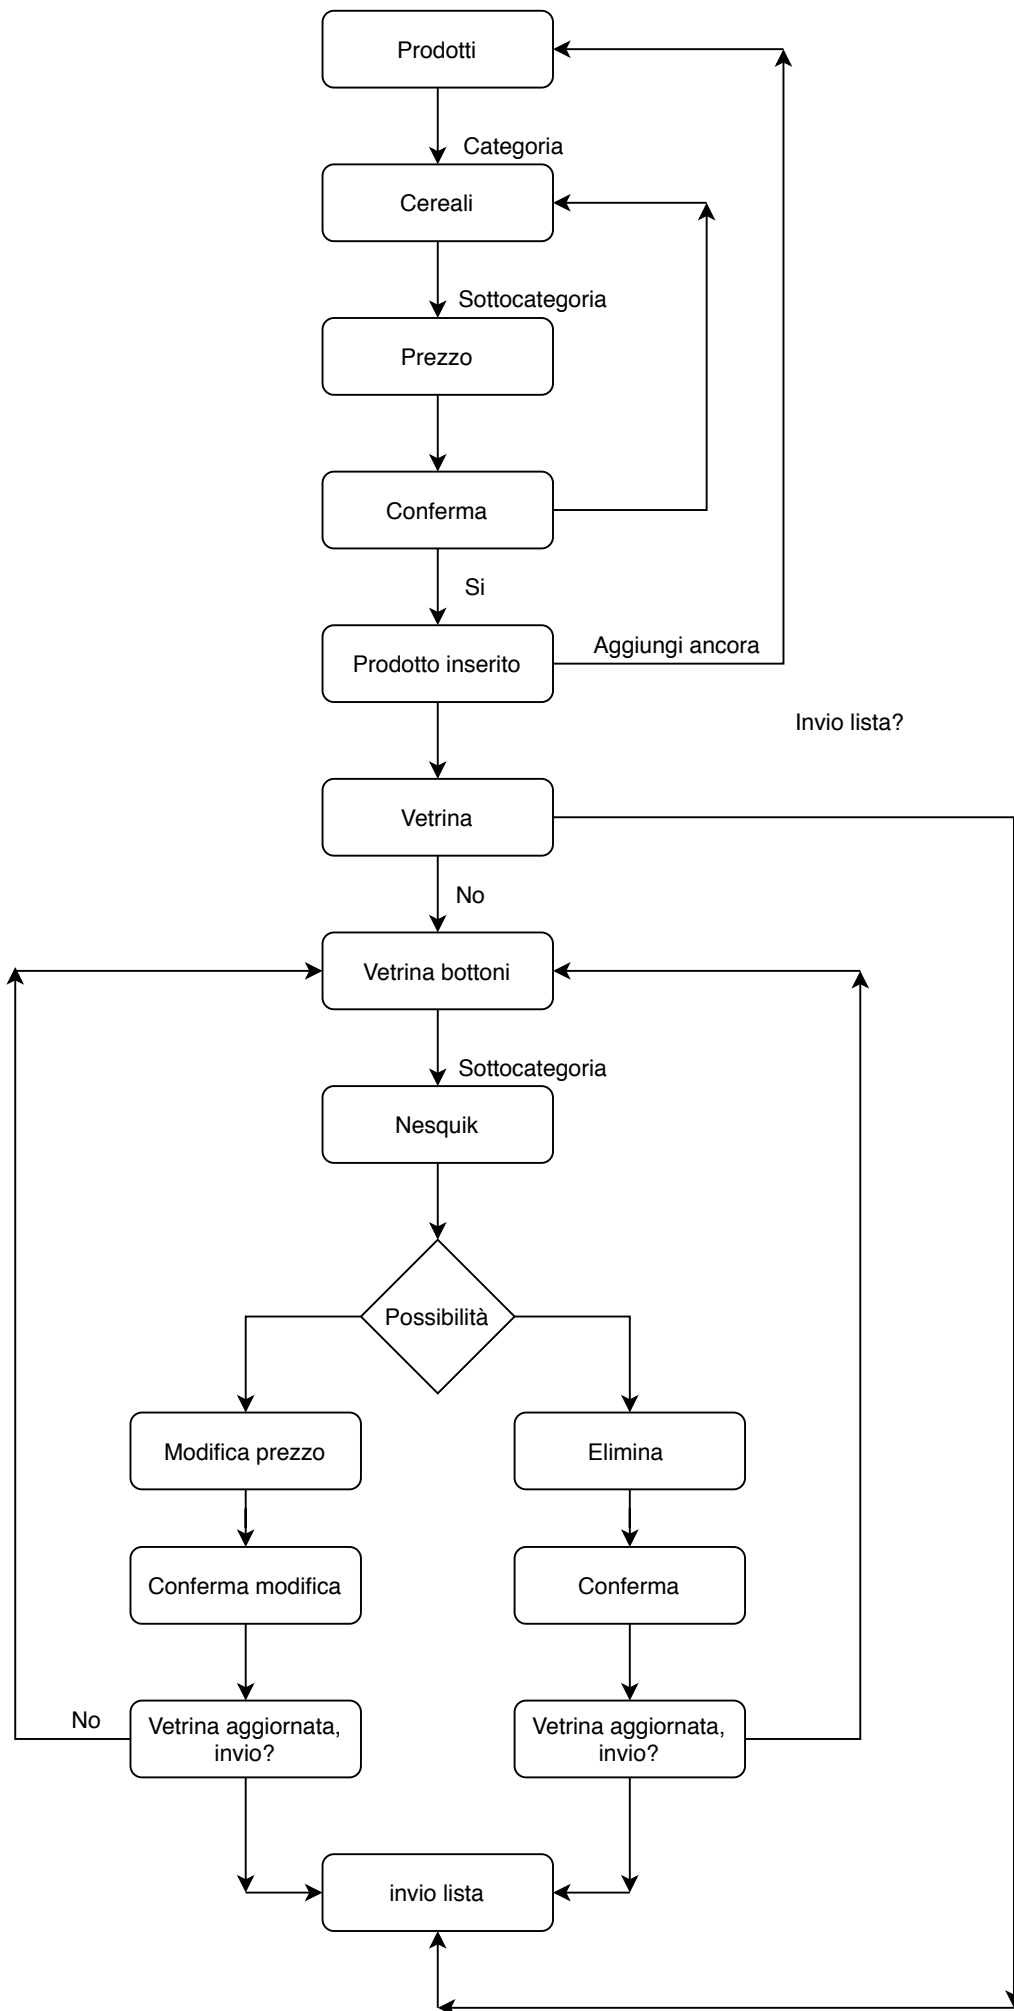 Prodotti
Categoria
Cereali
Sottocategoria
Prezzo
Conferma
Si
Prodotto inserito
Aggiungi ancora
Invio lista?
Vetrina
No
Vetrina bottoni
Sottocategoria
Nesquik
Possibilità
Modifica prezzo
Elimina
Conferma modifica
Conferma
No
Vetrina aggiornata,
invio?
Vetrina aggiornata,
invio?
invio lista